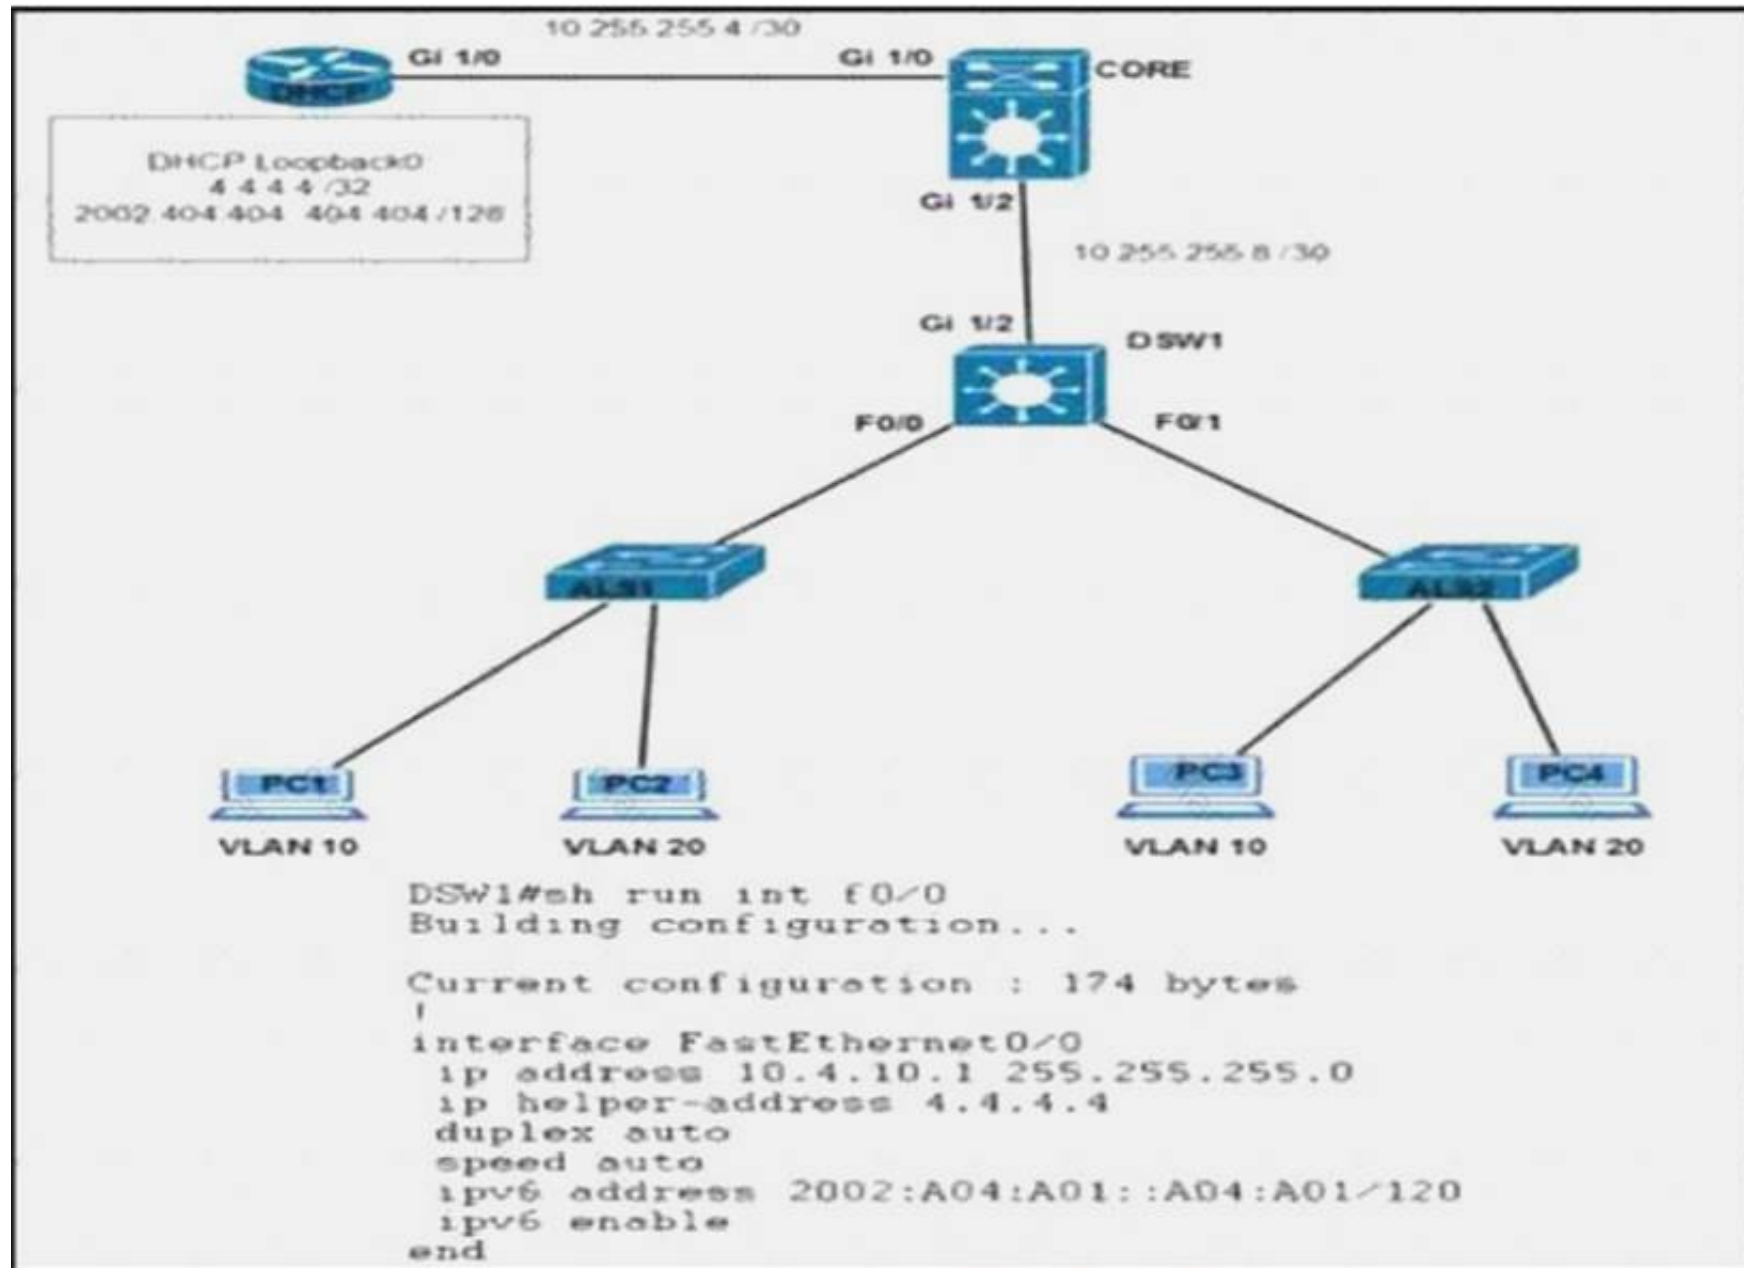 10.255.255.4 /30
Gi 1/0
Gi 1/0
CORE
DHCP
DHCP Loopback0
4.4.4.4 /32
2002:404:404::404:404 /128
Gi 1/2
10.255.255.8 /30
Gi 1/2
DSW1
F0/0
F0/1
ALS1
ALS2
PC1
PC2
PC3
PC4
VLAN 10
VLAN 20
VLAN 10
VLAN 20
DSW1#sh run int f0/0
Building configuration...
Current configuration : 174 bytes
!
interface FastEthernet0/0
ip address 10.4.10.1 255.255.255.0
ip helper-address 4.4.4.4
duplex auto
speed auto
ipv6 address 2002:A04:A01::A04:A01/120
ipv6 enable
end